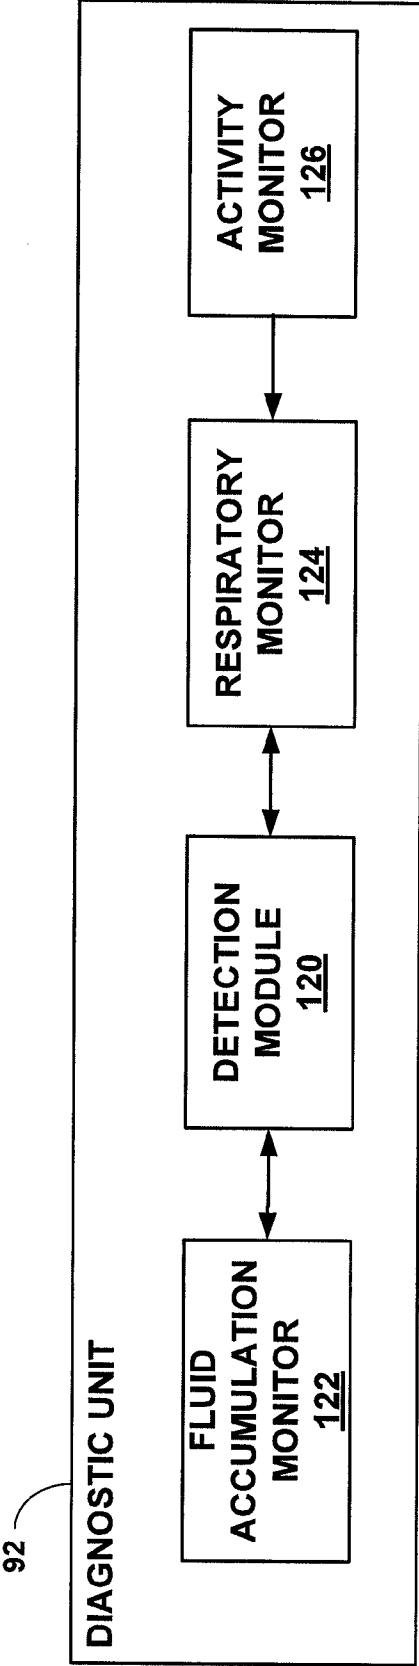 92
DIAGNOSTIC UNIT
FLUID
ACCUMULATION
MONITOR
122
DETECTION
MODULE
120
RESPIRATORY
MONITOR
124
ACTIVITY
MONITOR
126